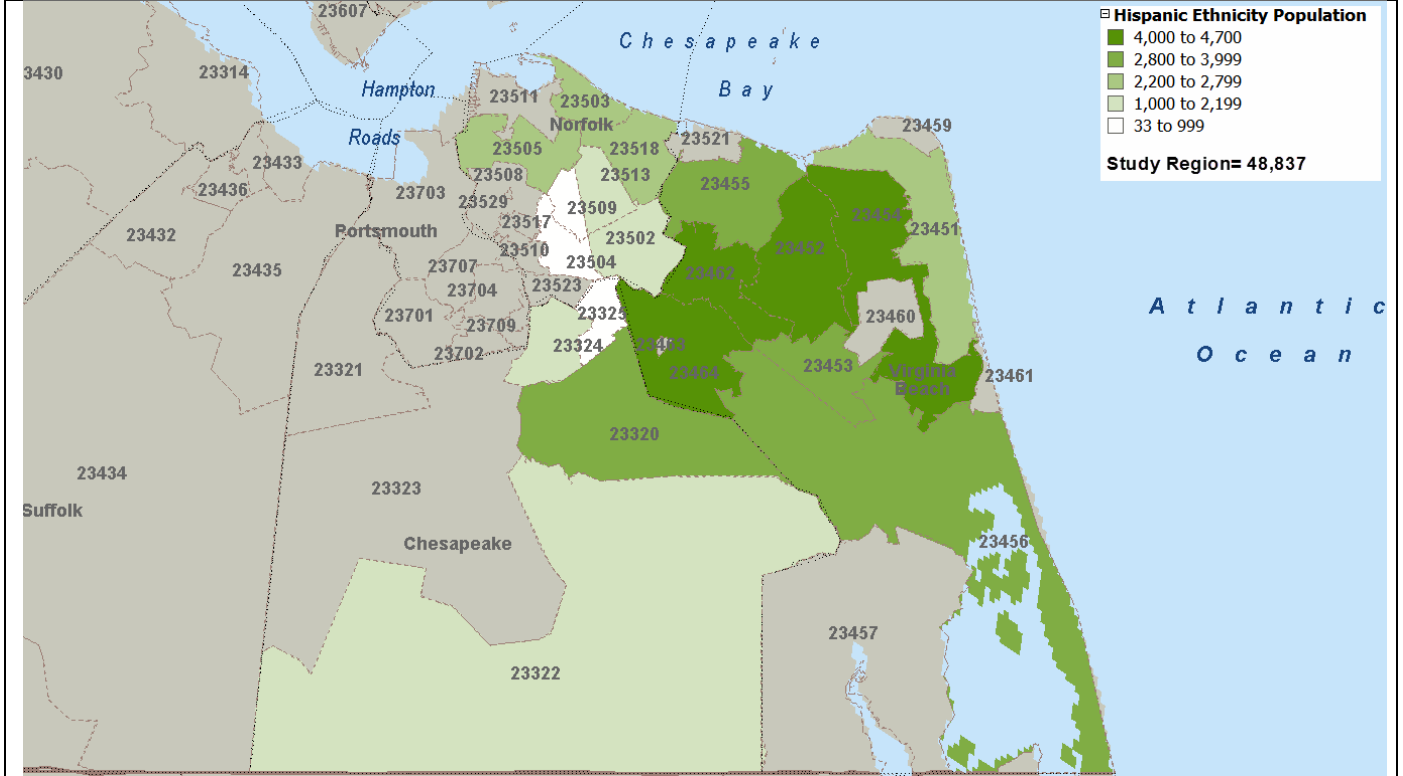 23607
Hispanic Ethnicity Population
4,000 to 4,700
2,800 to 3,999
2,200 to 2,799
1,000 to 2,199
33 to 999
Study Region= 48,837
Chesapeake
Bay
3430
23314
Hampton
Roads
23511
23503
Norfolk
23459
23505
23518
23521
23433
23436
23508
23513
23455
23703
23529
23509
23454
23432
Portsmouth
23517
23510
23502
23451
23452
23504
23435
23707
23462
23704
23523
Atlantic
Ocean
23701
23709
23325
23460
23702
23324
23463
23321
23464
23453
Virginia
Beach
23461
23320
23434
23323
Suffolk
Chesapeake
23456
23457
23322